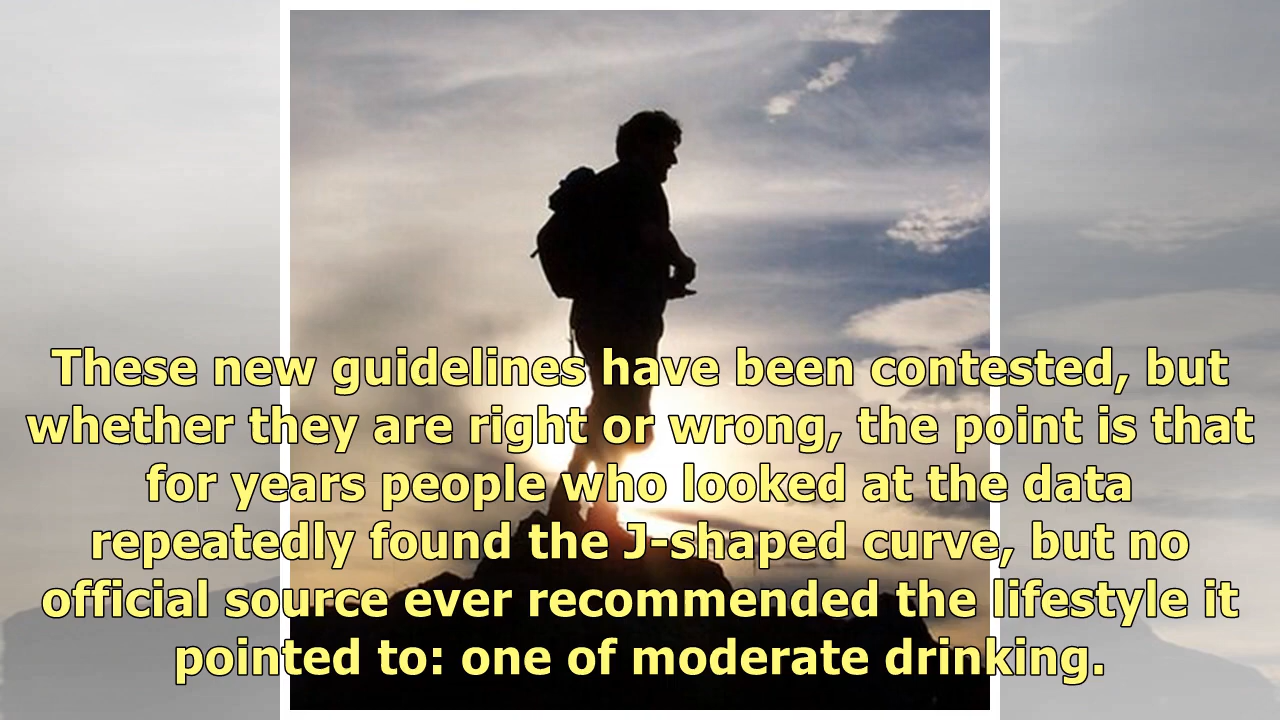 These new guidelines have been contested, but
whether they are right or wrong, the point is that
for years people who looked at the data
repeatedly found the J-shaped curve, but no
official source ever recommended the lifestyle it
pointed to: one of moderate drinking.